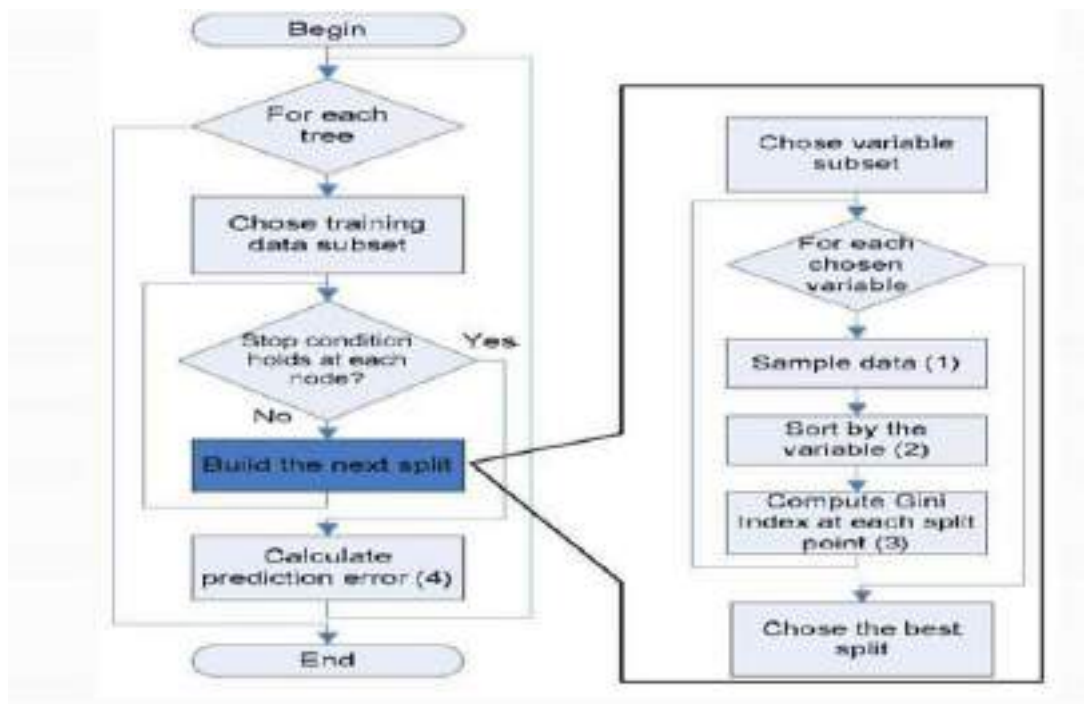 Begin
For each
tree
Chose training
data subset
Stop condition
holds at each
node?
Yes
No
Build the next split
Calculate
prediction error (4)
End
Chose variable
subset
For each
chosen
variable
Sample data (1)
Sort by the
variable (2)
Compute Gini
Index at each split
point (3)
Chose the best
split